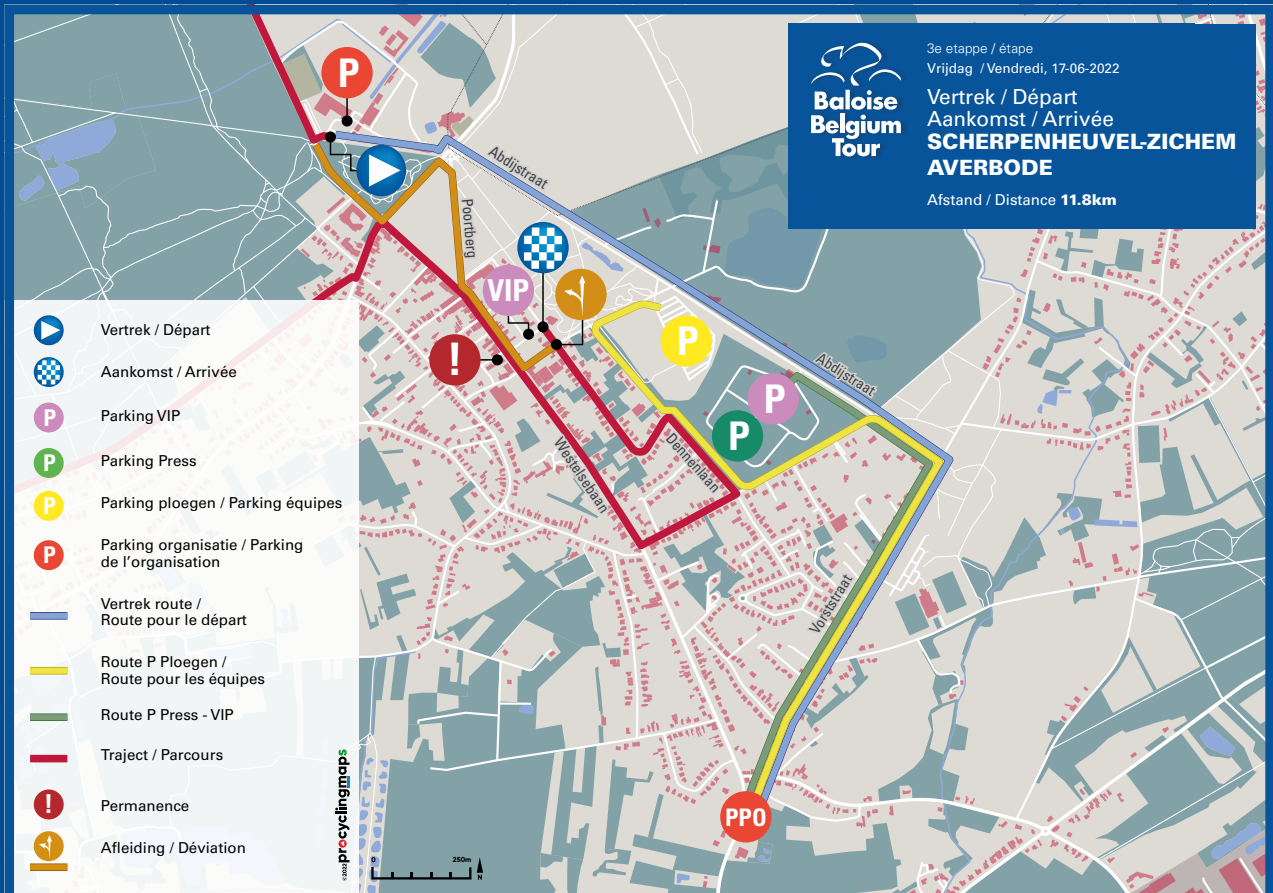 3e etappe / étape
Vrijdag / Vendredi, 17-06-2022
Vertrek / Départ
Aankomst / Arrivée
SCHERPENHEUVEL-ZICHEM
AVERBODE
Afstand / Distance 11.8km
Baloise
Belgium
Tour
P
Abdijstraat
Poortberg
VIP
!
P
P
P
Abdijstraat
Dennenlaan
Westelsebaan
Vorststraat
PPO
Vertrek / Départ
Aankomst / Arrivée
P Parking VIP
P Parking Press
P Parking ploegen / Parking équipes
P Parking organisatie / Parking
de l'organisation
Vertrek route /
Route pour le départ
Route P Ploegen /
Route pour les équipes
Route P Press - VIP
Traject / Parcours
! Permanence
Afleiding / Déviation
©2022 procyclingmaps
0 250m
N